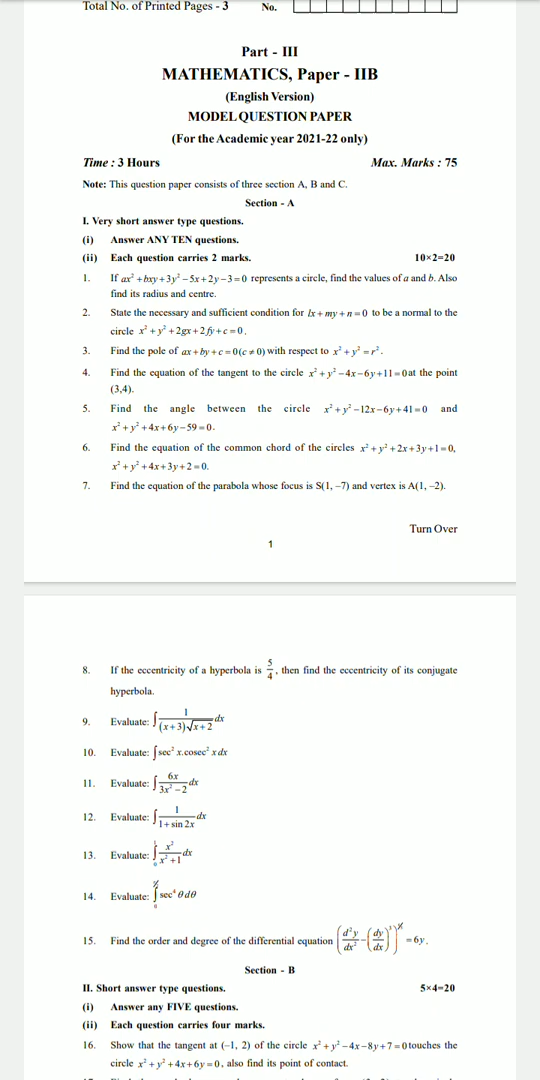 Total No. of Printed Pages - 3 No.
Part - III
MATHEMATICS, Paper - IIB
(English Version)
MODEL QUESTION PAPER
(For the Academic year 2021-22 only)
Time : 3 Hours Max. Marks : 75
Note: This question paper consists of three section A, B and C.
Section - A
I. Very short answer type questions.
(i) Answer ANY TEN questions.
(ii) Each question carries 2 marks. 10×2=20
1. If ax² + bxy + 3y² − 5x + 2y − 3 = 0 represents a circle, find the values of a and b. Also
find its radius and centre.
2. State the necessary and sufficient condition for lx + my + n = 0 to be a normal to the
circle x² + y² + 2gx + 2fy + c = 0.
3. Find the pole of ax + by + c = 0 (c ≠ 0) with respect to x² + y² = r².
4. Find the equation of the tangent to the circle x² + y² − 4x − 6y + 11 = 0 at the point
(3,4).
5. Find the angle between the circle x² + y² − 12x − 6y + 41 = 0 and
x² + y² + 4x + 6y − 59 = 0.
6. Find the equation of the common chord of the circles x² + y² + 2x + 3y + 1 = 0,
x² + y² + 4x + 3y + 2 = 0.
7. Find the equation of the parabola whose focus is S(1, −7) and vertex is A(1, −2).
Turn Over
1
8. If the eccentricity of a hyperbola is 5/4, then find the eccentricity of its conjugate
hyperbola.
9. Evaluate: ∫ 1/((x+3)√(x+2)) dx
10. Evaluate: ∫ sec² x.cosec² x dx
11. Evaluate: ∫ 6x/(3x² − 2) dx
12. Evaluate: ∫ 1/(1 + sin 2x) dx
13. Evaluate: ∫₀¹ x²/(x² + 1) dx
14. Evaluate: ∫₀ sec⁴ θ dθ
15. Find the order and degree of the differential equation (d²y/dx² − (dy/dx)³) = 6y.
Section - B
II. Short answer type questions. 5×4=20
(i) Answer any FIVE questions.
(ii) Each question carries four marks.
16. Show that the tangent at (−1, 2) of the circle x² + y² − 4x − 8y + 7 = 0 touches the
circle x² + y² + 4x + 6y = 0, also find its point of contact.